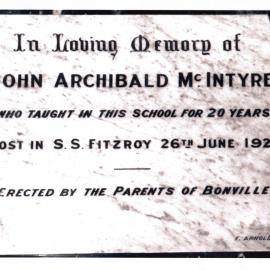 In Loving Memory of
OHN ARCHIBALD McINTYRE
WHO TAUGHT IN THIS SCHOOL FOR 20 YEARS
OST IN S.S. FITZROY 26TH JUNE 192
ERECTED BY THE PARENTS OF BONVILLE
F. ARNOLD